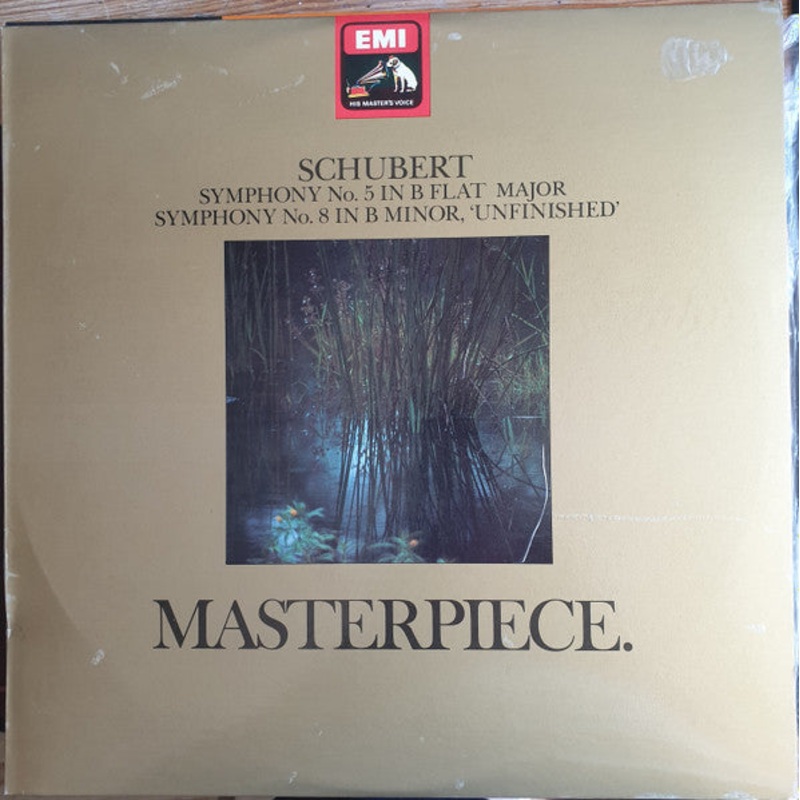 EMI
HIS MASTER'S VOICE
SCHUBERT
SYMPHONY No. 5 IN B FLAT MAJOR
SYMPHONY No. 8 IN B MINOR, ‘UNFINISHED’
MASTERPIECE.